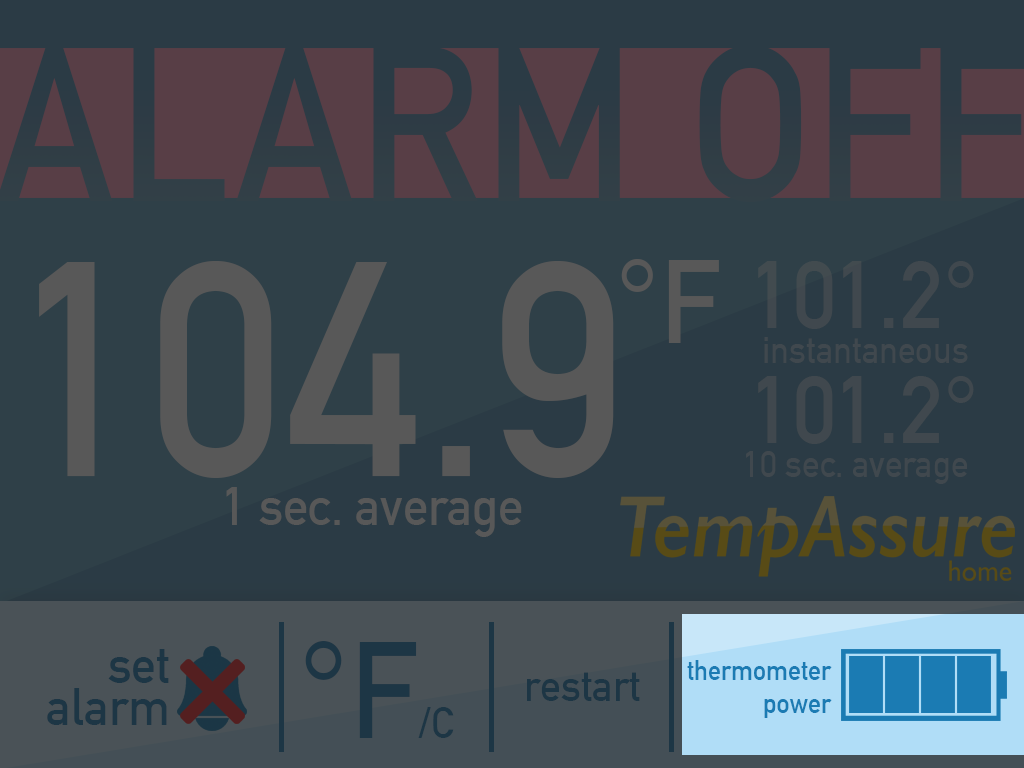 ALARM OFF
104.9°F
1 sec. average
101.2°
instantaneous
101.2°
10 sec. average
TempAssure
home
set
alarm
°F/C
restart
thermometer
power